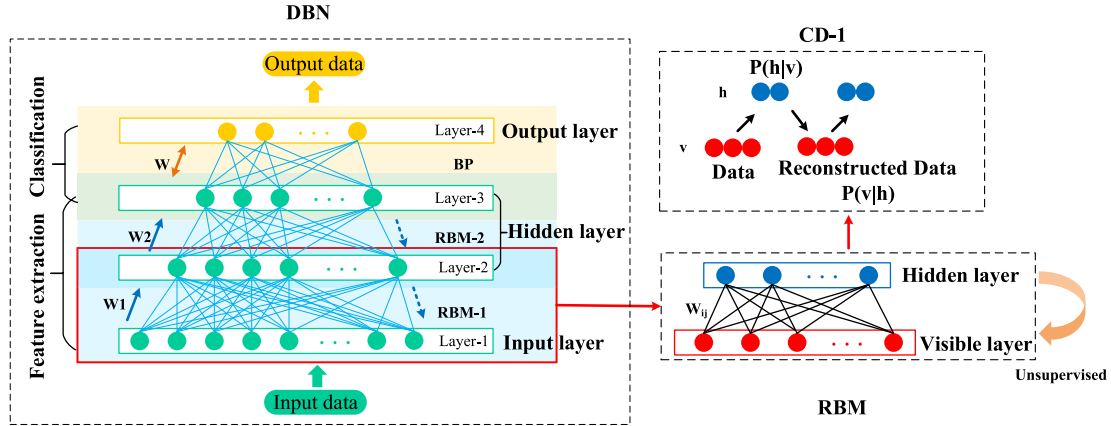 DBN
Output data
Classification
Layer-4
Output layer
W
BP
Layer-3
W2
RBM-2
Hidden layer
Feature extraction
Layer-2
W1
RBM-1
Layer-1
Input layer
Input data
CD-1
P(h|v)
h
v
Data
Reconstructed Data
P(v|h)
Hidden layer
Wij
Visible layer
Unsupervised
RBM